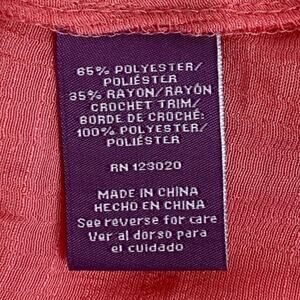 65% POLYESTER/
POLIÉSTER
35% RAYON/RAYÓN
CROCHET TRIM/
BORDE DE CROCHÉ:
100% POLYESTER/
POLIÉSTER
RN 123020
MADE IN CHINA
HECHO EN CHINA
See reverse for care
Ver al dorso para
el cuidado